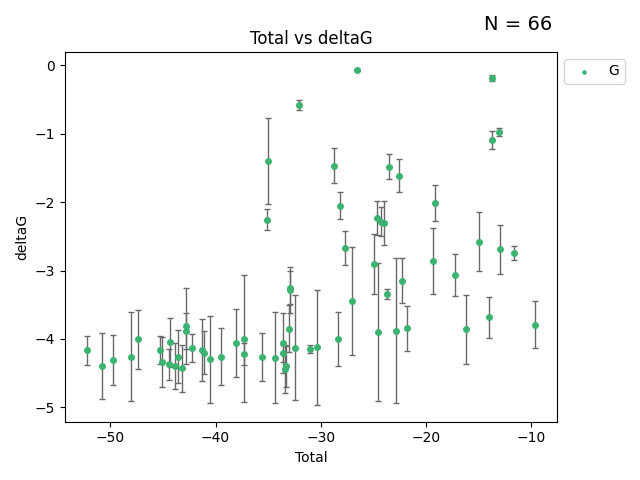 N = 66
Total vs deltaG
G
0
−1
−2
−3
−4
−5
deltaG
−50
−40
−30
−20
−10
Total